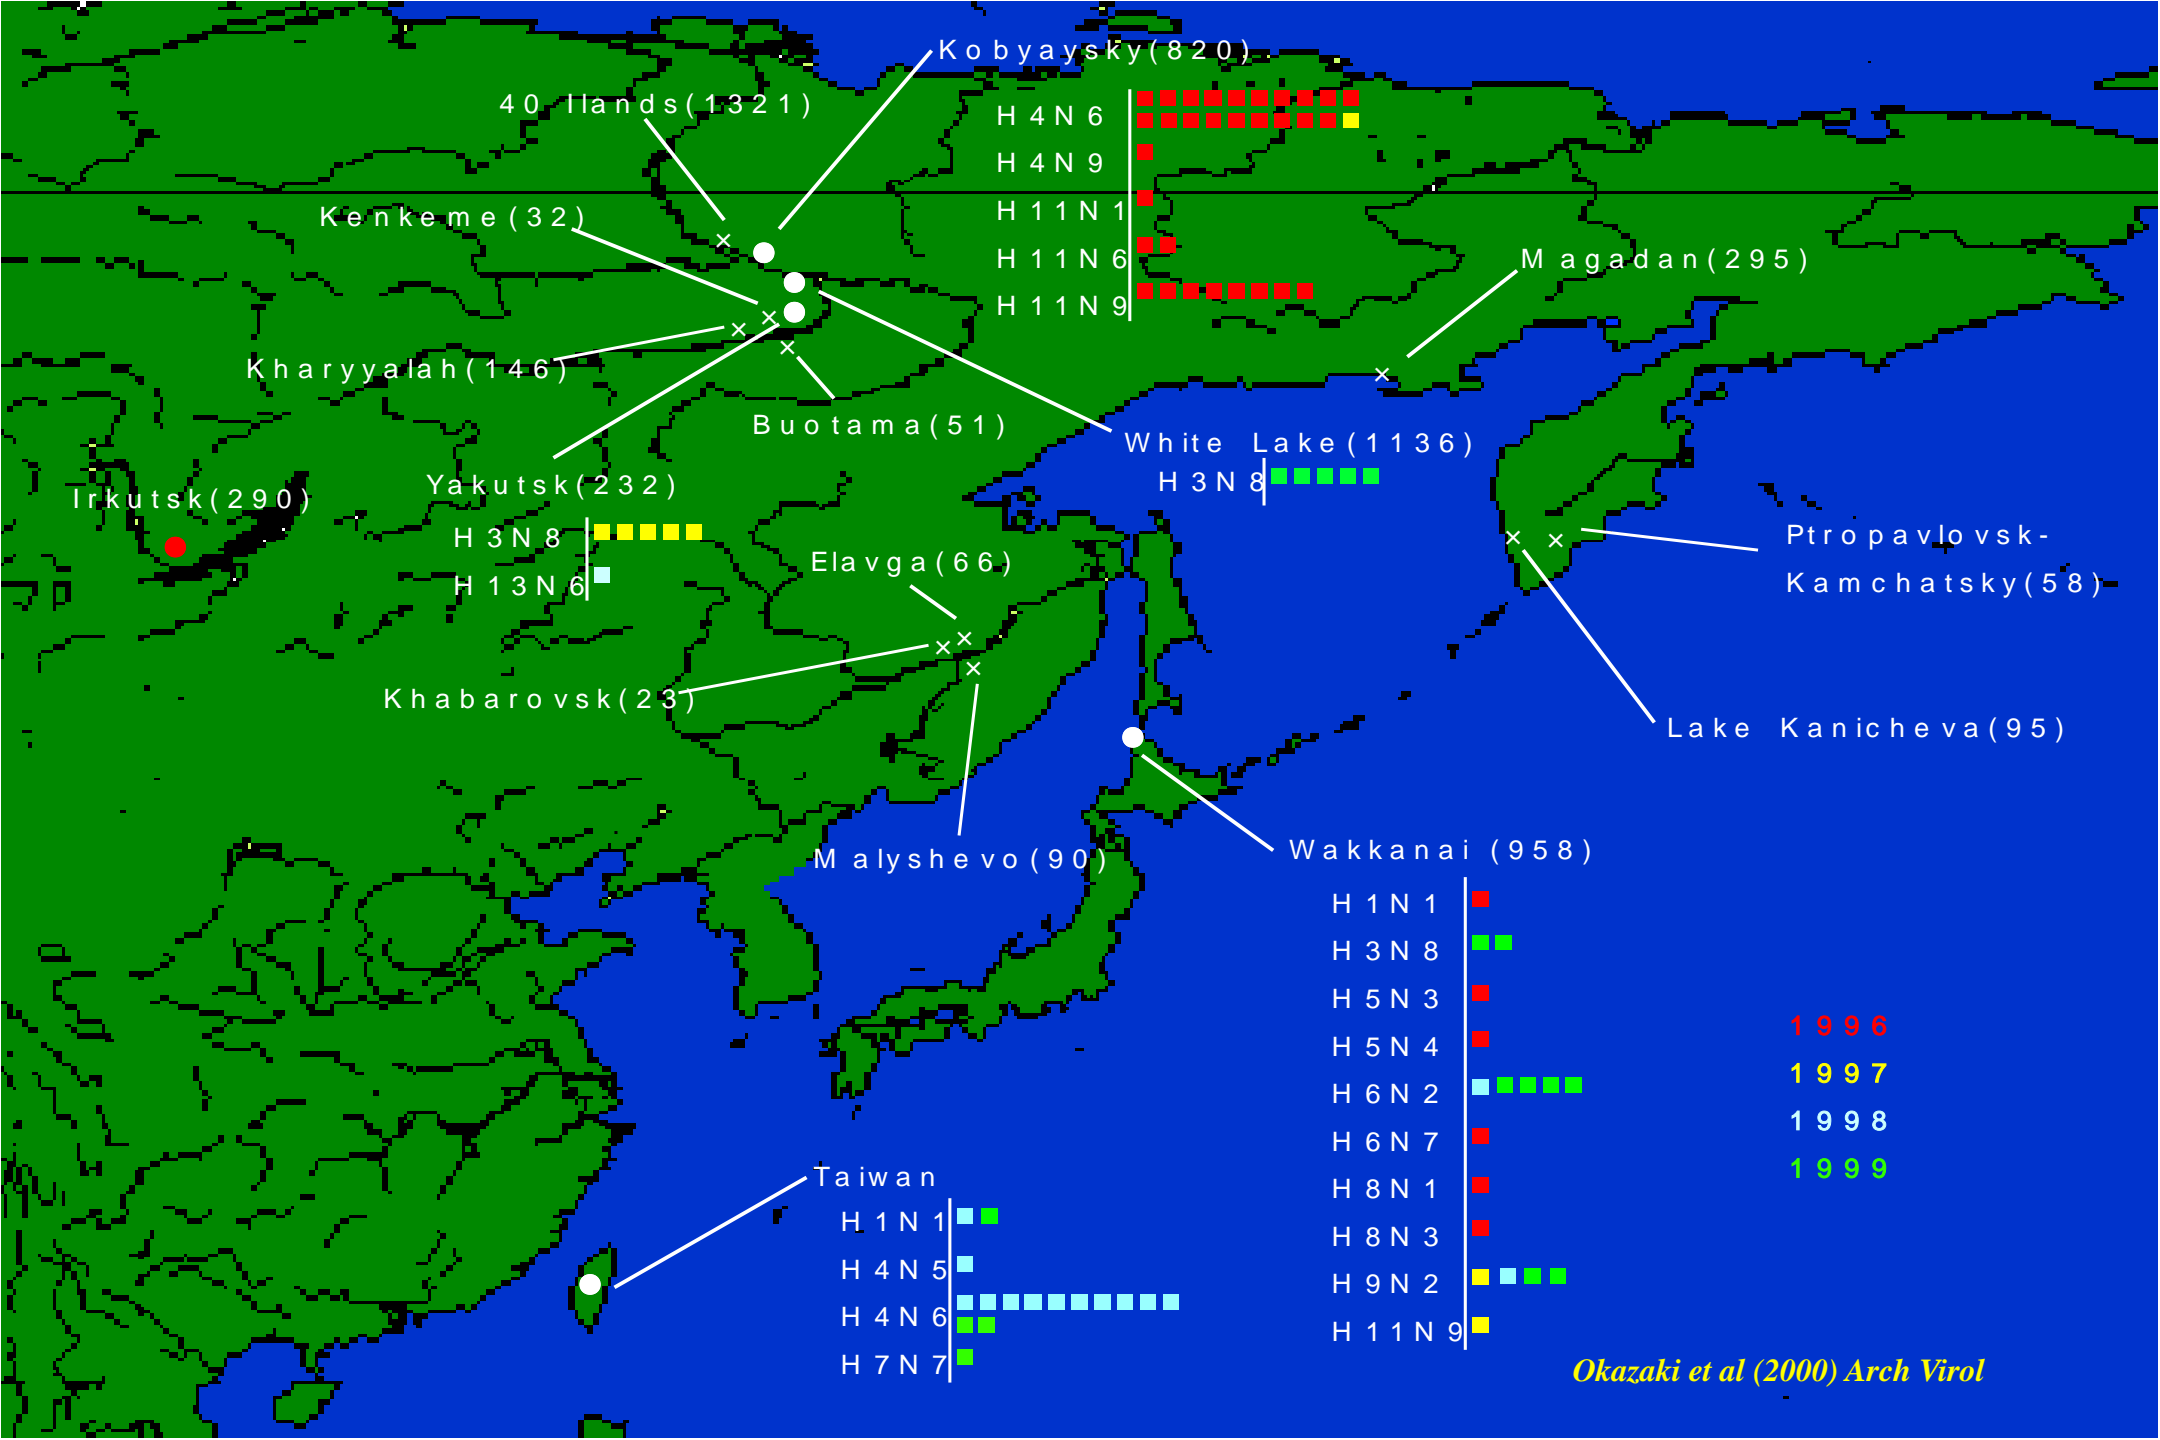 Kobyaysky(820)
40 Ilands(1321)
H4N6
H4N9
H11N1
H11N6
H11N9
Kenkeme(32)
Magadan(295)
Kharyyalah(146)
Buotama(51)
White Lake(1136)
H3N8
Yakutsk(232)
H3N8
H13N6
Irkutsk(290)
Elavga(66)
Ptropavlovsk-
Kamchatsky(58)
Khabarovsk(23)
Lake Kanicheva(95)
Malyshevo(90)
Wakkanai (958)
H1N1
H3N8
H5N3
H5N4
H6N2
H6N7
H8N1
H8N3
H9N2
H11N9
1996
1997
1998
1999
Taiwan
H1N1
H4N5
H4N6
H7N7
Okazaki et al (2000) Arch Virol